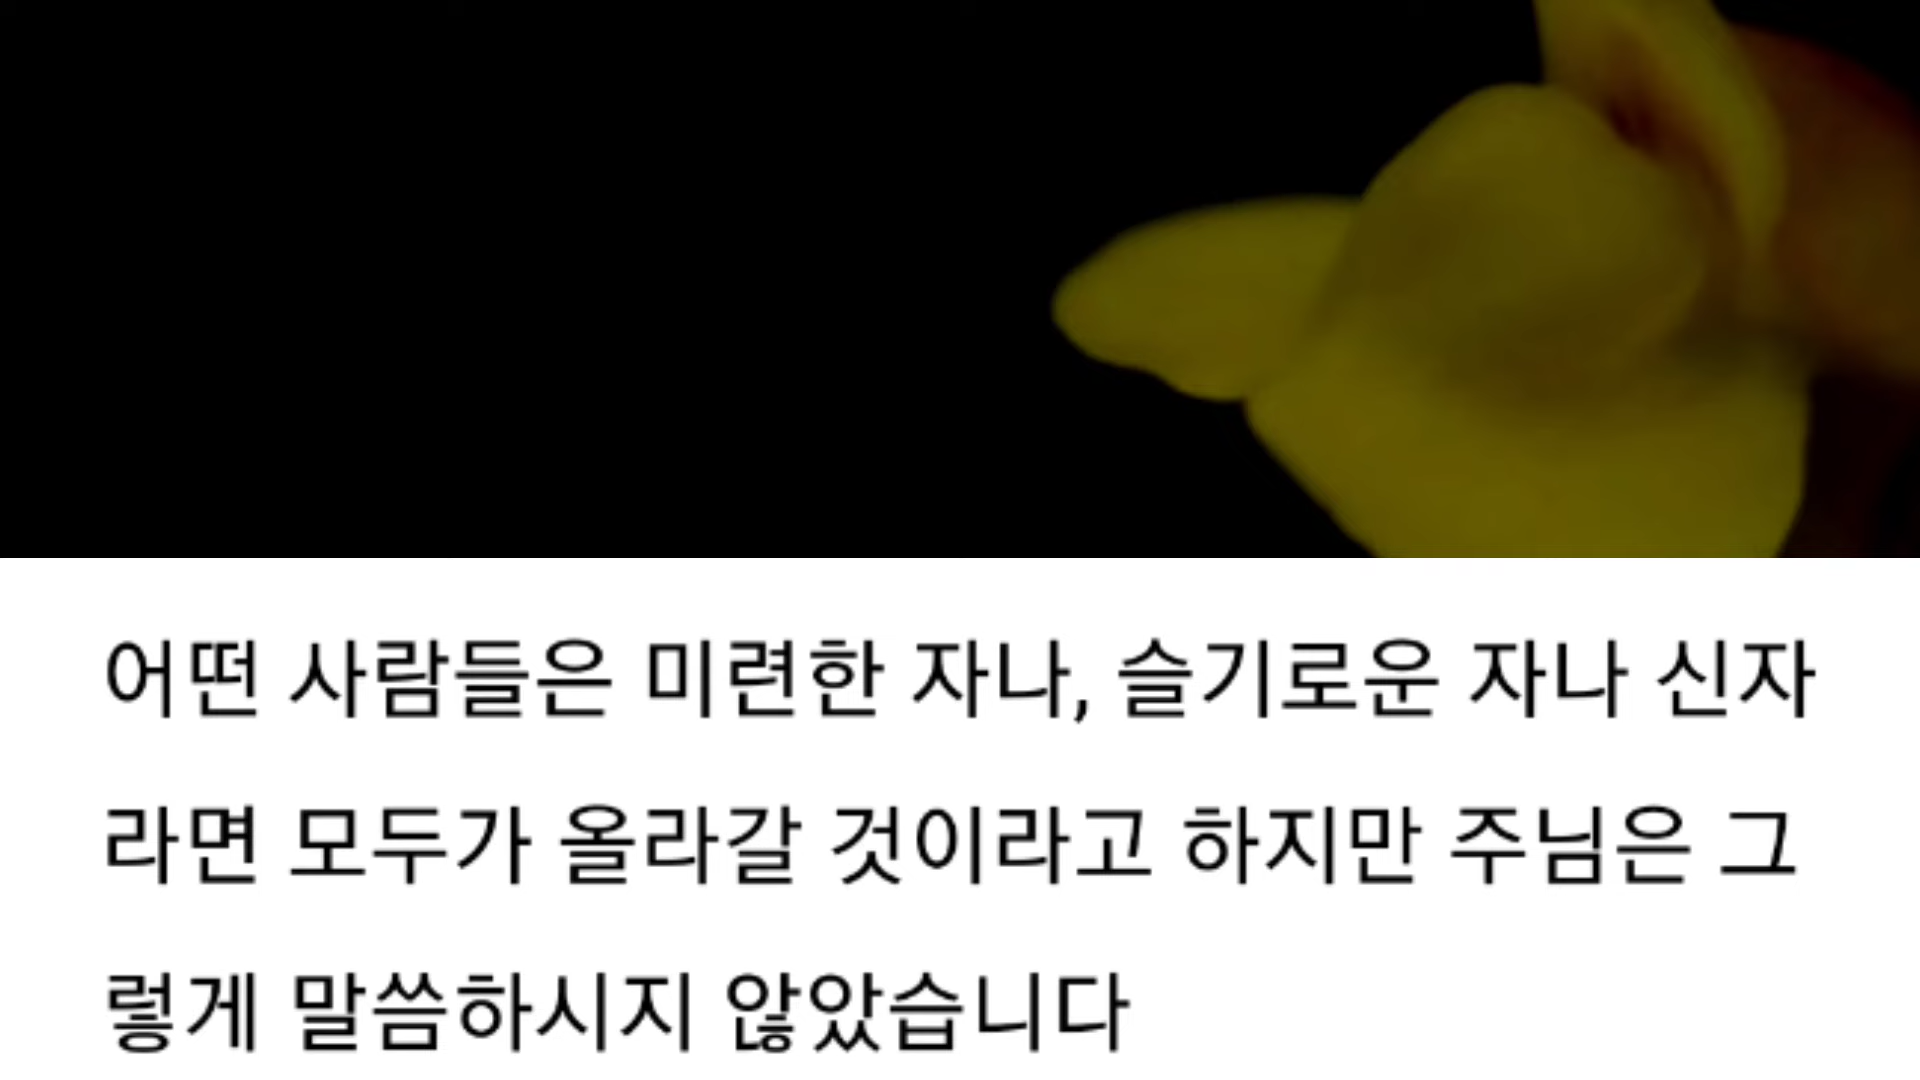 어떤 사람들은 미련한 자나, 슬기로운 자나 신자
라면 모두가 올라갈 것이라고 하지만 주님은 그
렇게 말씀하시지 않았습니다